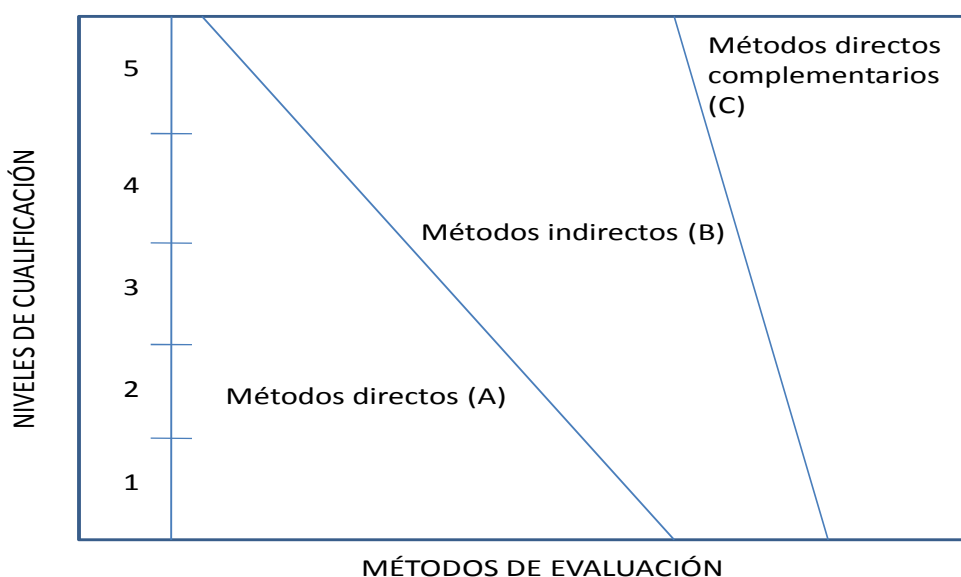 Métodos directos
complementarios
(C)
5
4
Métodos indirectos (B)
3
2
Métodos directos (A)
1
NIVELES DE CUALIFICACIÓN
MÉTODOS DE EVALUACIÓN